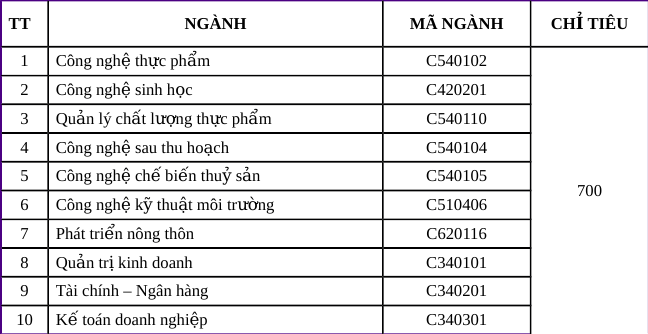 TT NGÀNH MÃ NGÀNH CHỈ TIÊU
1 Công nghệ thực phẩm C540102
2 Công nghệ sinh học C420201
3 Quản lý chất lượng thực phẩm C540110
4 Công nghệ sau thu hoạch C540104
5 Công nghệ chế biến thuỷ sản C540105
700
6 Công nghệ kỹ thuật môi trường C510406
7 Phát triển nông thôn C620116
8 Quản trị kinh doanh C340101
9 Tài chính – Ngân hàng C340201
10 Kế toán doanh nghiệp C340301